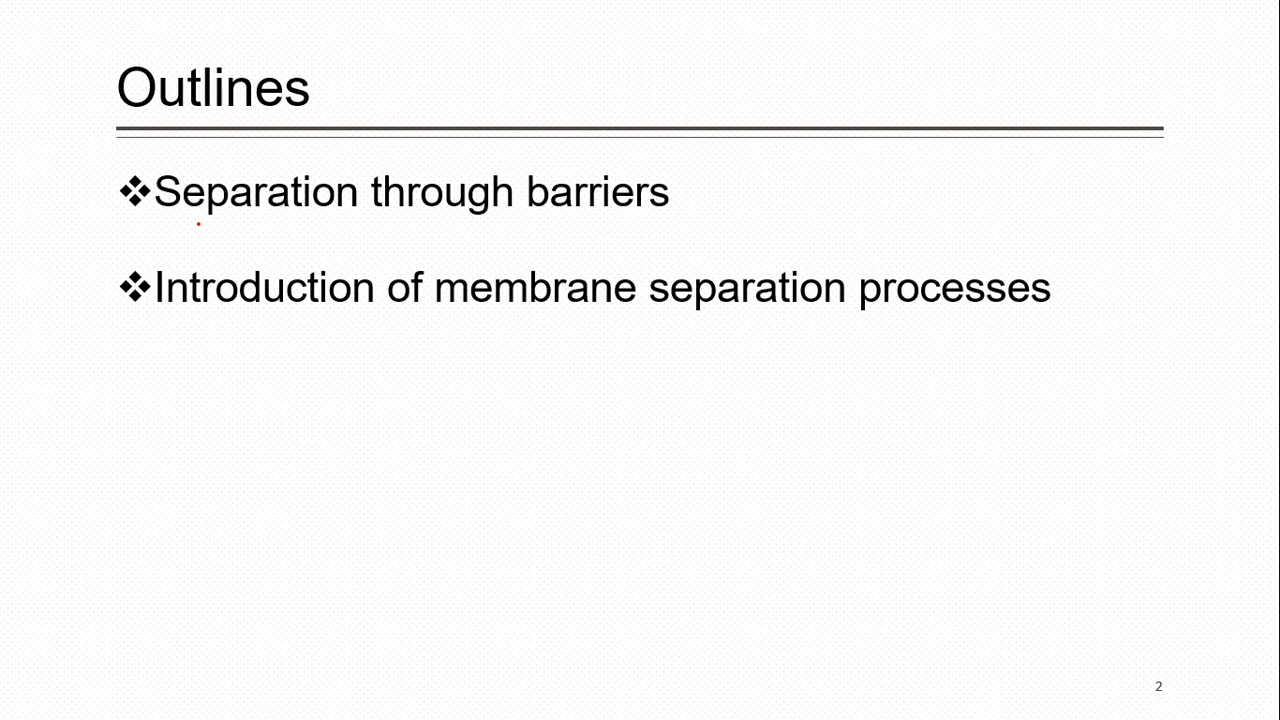 Outlines
❖Separation through barriers
❖Introduction of membrane separation processes
2